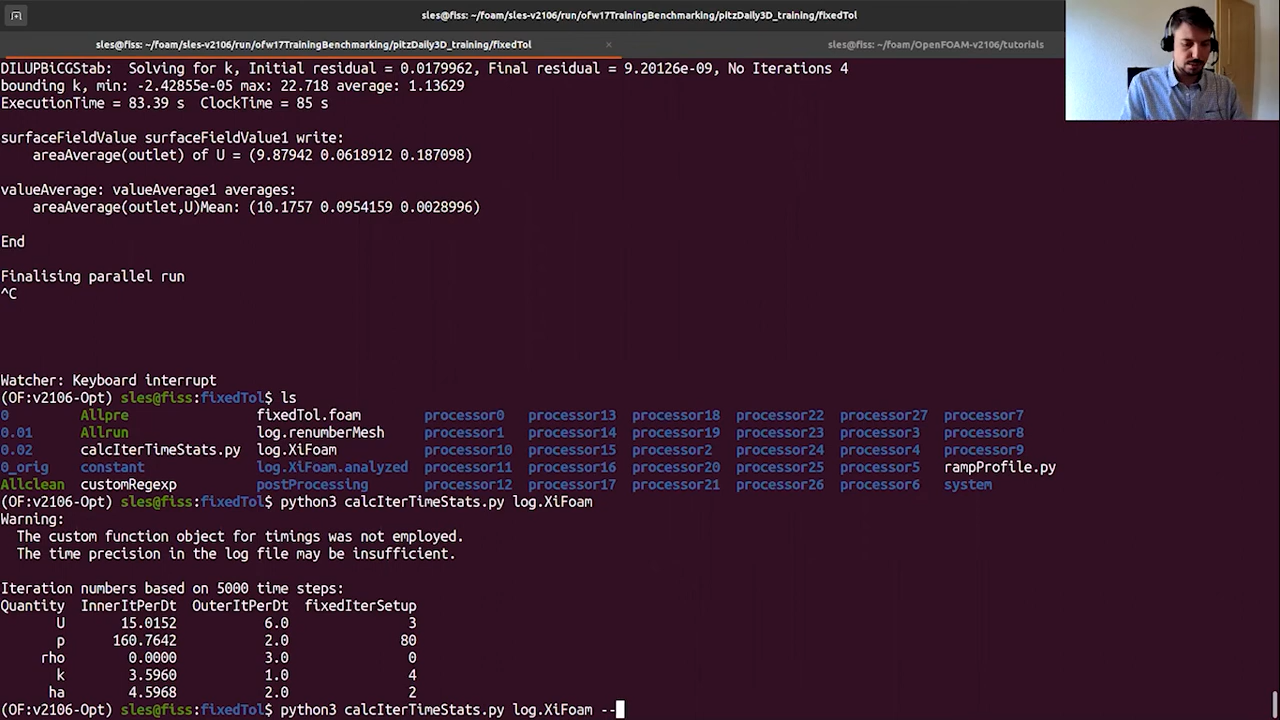 sles@fiss: ~/foam/sles-v2106/run/ofw17TrainingBenchmarking/pitzDaily3D_training/fixedTol
sles@fiss: ~/foam/sles-v2106/run/ofw17TrainingBenchmarking/pitzDaily3D_training/fixedTol × sles@fiss: ~/foam/OpenFOAM-v2106/tutorials
DILUPBiCGStab:  Solving for k, Initial residual = 0.0179962, Final residual = 9.20126e-09, No Iterations 4
bounding k, min: -2.42855e-05 max: 22.718 average: 1.13629
ExecutionTime = 83.39 s  ClockTime = 85 s
surfaceFieldValue surfaceFieldValue1 write:
    areaAverage(outlet) of U = (9.87942 0.0618912 0.187098)
valueAverage: valueAverage1 averages:
    areaAverage(outlet,U)Mean: (10.1757 0.0954159 0.0028996)
End
Finalising parallel run
^C
Watcher: Keyboard interrupt
(OF:v2106-Opt) sles@fiss:fixedTol$ ls
0 Allpre fixedTol.foam processor0 processor13 processor18 processor22 processor27 processor7
0.01 Allrun log.renumberMesh processor1 processor14 processor19 processor23 processor3 processor8
0.02 calcIterTimeStats.py log.XiFoam processor10 processor15 processor2 processor24 processor4 processor9
0_orig constant log.XiFoam.analyzed processor11 processor16 processor20 processor25 processor5 rampProfile.py
Allclean customRegexp postProcessing processor12 processor17 processor21 processor26 processor6 system
(OF:v2106-Opt) sles@fiss:fixedTol$ python3 calcIterTimeStats.py log.XiFoam
Warning:
  The custom function object for timings was not employed.
  The time precision in the log file may be insufficient.
Iteration numbers based on 5000 time steps:
Quantity  InnerItPerDt  OuterItPerDt  fixedIterSetup
U 15.0152 6.0 3
p 160.7642 2.0 80
rho 0.0000 3.0 0
k 3.5960 1.0 4
ha 4.5968 2.0 2
(OF:v2106-Opt) sles@fiss:fixedTol$ python3 calcIterTimeStats.py log.XiFoam --